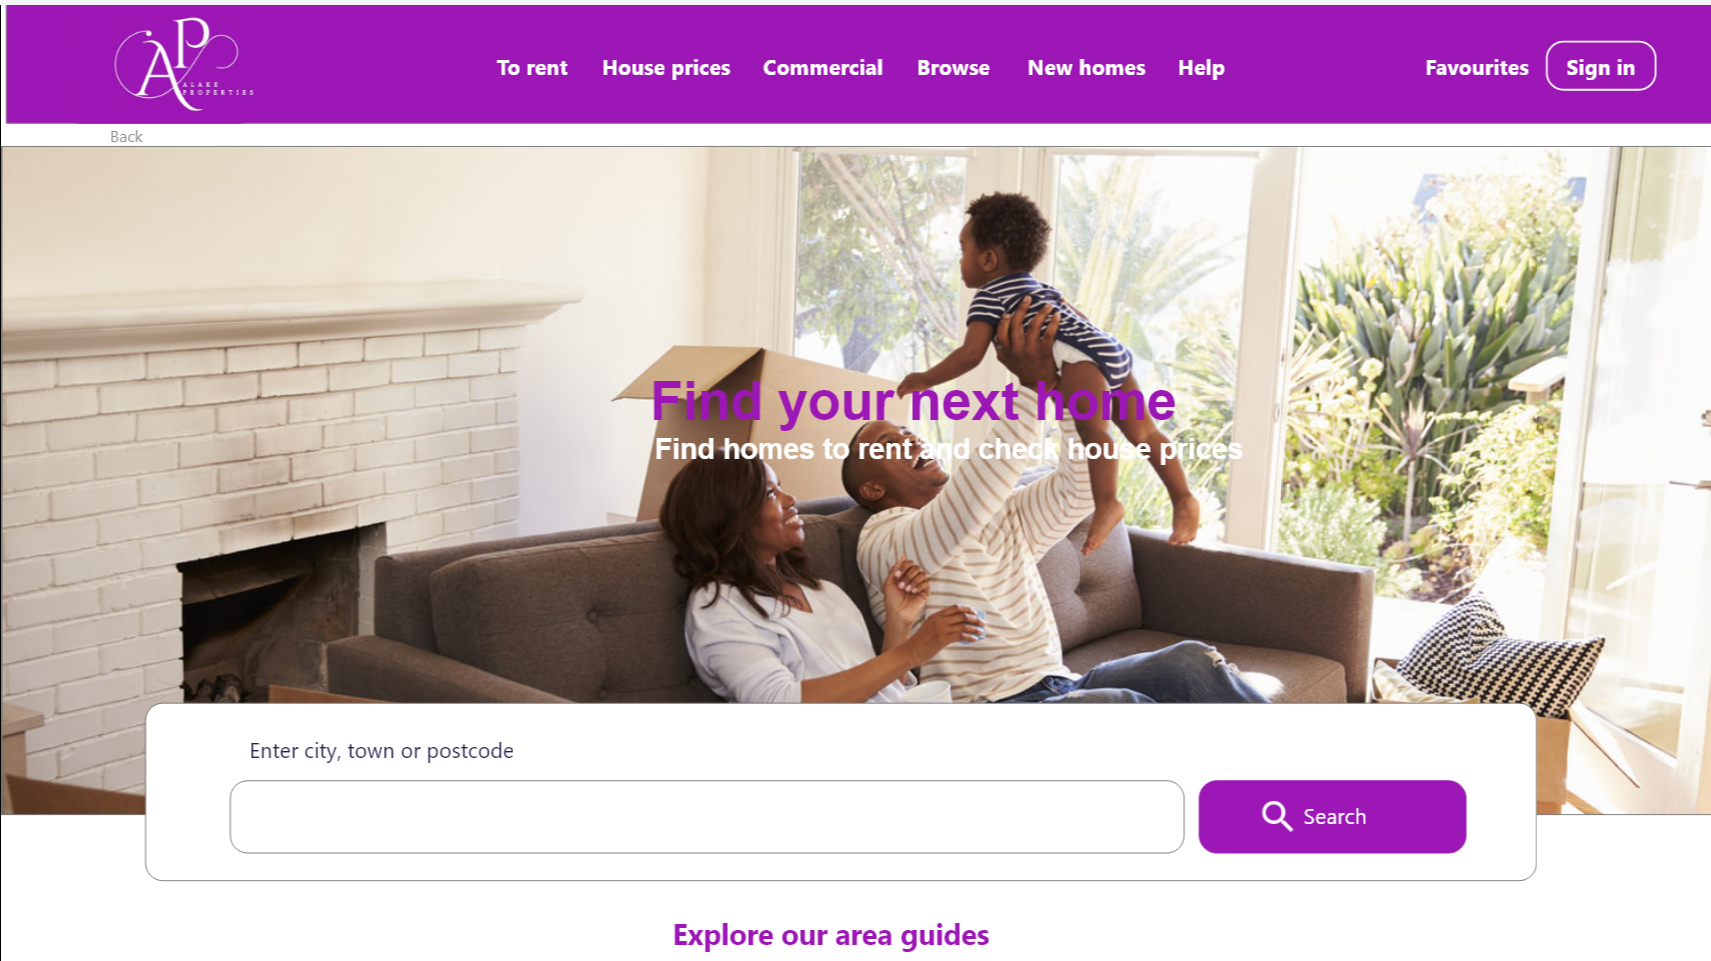 AP
ALAKE
PROPERTIES
To rent House prices Commercial Browse New homes Help Favourites Sign in
Back
Find your next home
Find homes to rent and check house prices
Enter city, town or postcode
Search
Explore our area guides